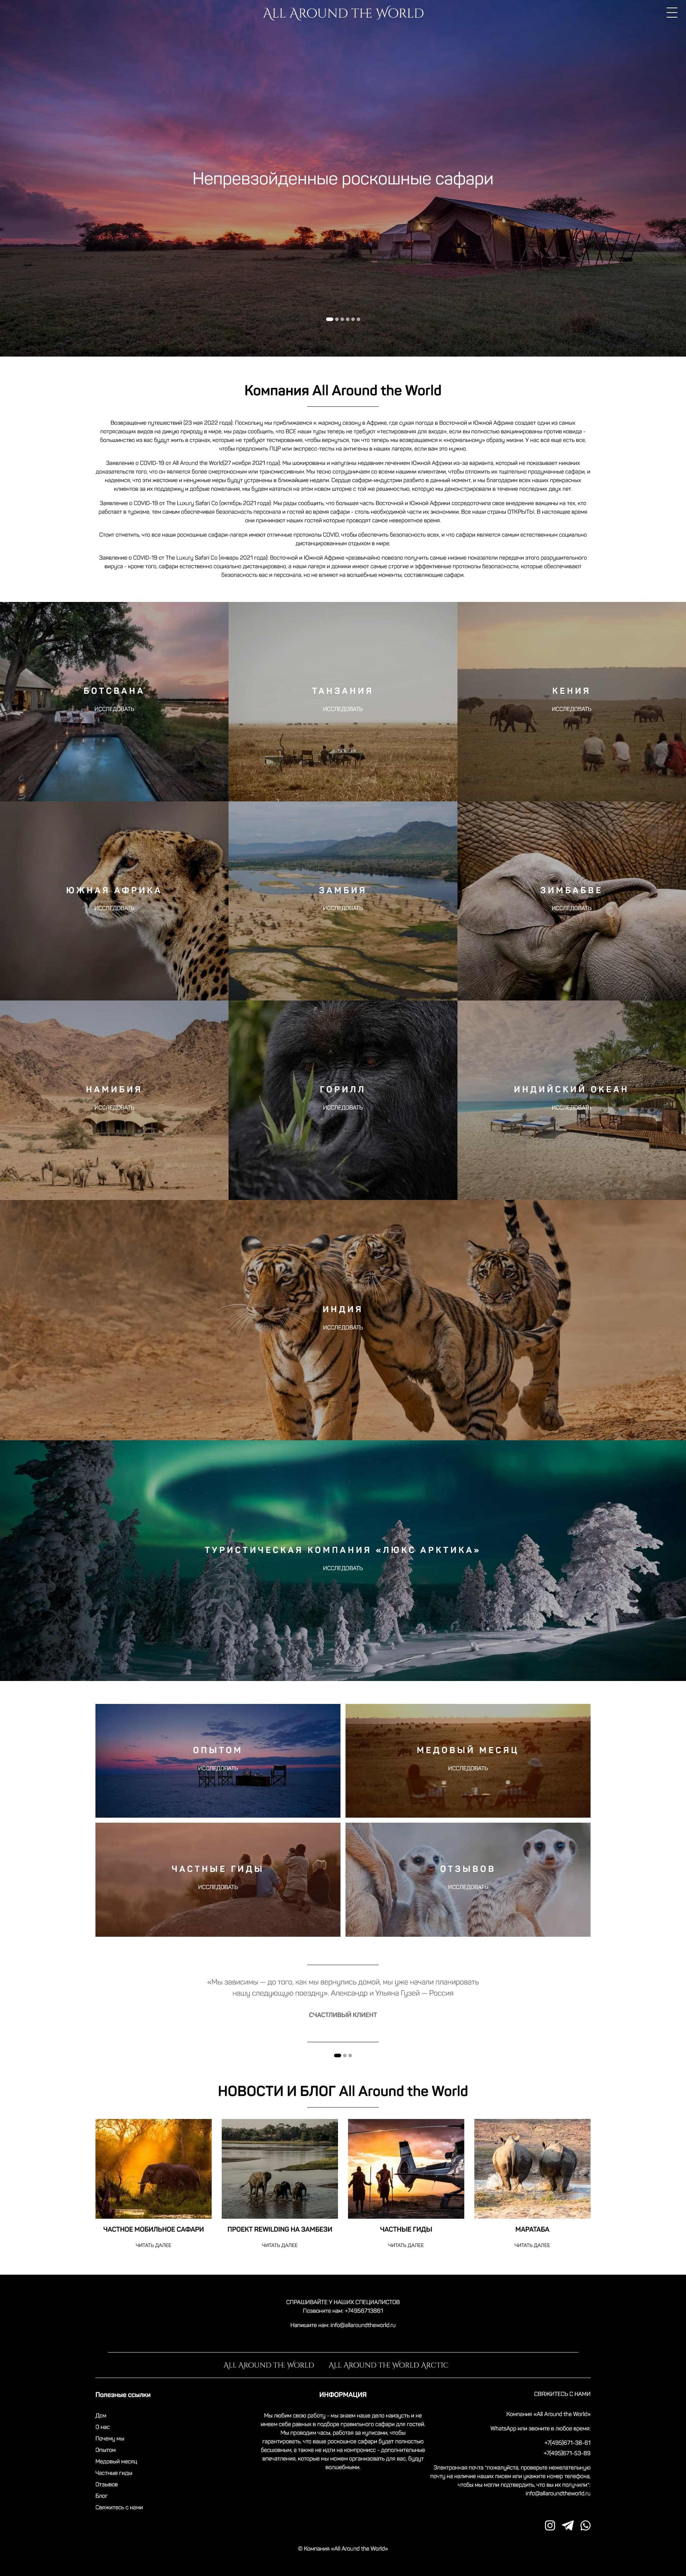 All Around the World
Непревзойденные роскошные сафари
Компания All Around the World
Возвращение путешествий (23 мая 2022 года): Поскольку мы приближаемся к жаркому сезону в Африке, где сухая погода в Восточной и Южной Африке создает одни из самых
потрясающих видов на дикую природу в мире, мы рады сообщить, что ВСЕ наши туры теперь не требуют «тестирования для входа», если вы полностью вакцинированы против ковида -
большинство из вас будут жить в странах, которые не требуют тестирования, чтобы вернуться, так что теперь мы возвращаемся к «нормальному» образу жизни. У нас все еще есть все,
чтобы предложить ПЦР или экспресс-тесты на антигены в наших лагерях, если вам это нужно.
Заявление о COVID-19 от All Around the World(27 ноября 2021 года): Мы шокированы и напуганы недавним лечением Южной Африки из-за варианта, который не показывает никаких
доказательств того, что он является более смертоносным или трансмиссивным. Мы тесно сотрудничаем со всеми нашими клиентами, чтобы отложить их тщательно продуманные сафари, и
надеемся, что эти жестокие и ненужные меры будут устранены в ближайшие недели. Сердце сафари-индустрии разбито в данный момент, и мы благодарим всех наших прекрасных
клиентов за их поддержку и добрые пожелания, мы будем кататься на этом новом шторме с той же решимостью, которую мы демонстрировали в течение последних двух лет.
Заявление о COVID-19 от The Luxury Safari Co (октябрь 2021 года): Мы рады сообщить, что большая часть Восточной и Южной Африки сосредоточила свое внедрение вакцины на тех, кто
работает в туризме, тем самым обеспечивая безопасность персонала и гостей во время сафари - столь необходимой части их экономики. Все наши страны ОТКРЫТЫ. В настоящее время
они принимают наших гостей которые проводят самое невероятное время.
Стоит отметить, что все наши роскошные сафари-лагеря имеют отличные протоколы COVID, чтобы обеспечить безопасность всех, и что сафари является самым естественным социально
дистанцированным отдыхом в мире.
Заявление о COVID-19 от The Luxury Safari Co (январь 2021 года): Восточной и Южной Африке чрезвычайно повезло получить самые низкие показатели передачи этого разрушительного
вируса - кроме того, сафари естественно социально дистанцировано, а наши лагеря и домики имеют самые строгие и эффективные протоколы безопасности, которые обеспечивают
безопасность вас и персонала, но не влияют на волшебные моменты, составляющие сафари.
БОТСВАНА
ИССЛЕДОВАТЬ
ТАНЗАНИЯ
ИССЛЕДОВАТЬ
КЕНИЯ
ИССЛЕДОВАТЬ
ЮЖНАЯ АФРИКА
ИССЛЕДОВАТЬ
ЗАМБИЯ
ИССЛЕДОВАТЬ
ЗИМБАБВЕ
ИССЛЕДОВАТЬ
НАМИБИЯ
ИССЛЕДОВАТЬ
ГОРИЛЛ
ИССЛЕДОВАТЬ
ИНДИЙСКИЙ ОКЕАН
ИССЛЕДОВАТЬ
ИНДИЯ
ИССЛЕДОВАТЬ
ТУРИСТИЧЕСКАЯ КОМПАНИЯ «ЛЮКС АРКТИКА»
ИССЛЕДОВАТЬ
ОПЫТОМ
ИССЛЕДОВАТЬ
МЕДОВЫЙ МЕСЯЦ
ИССЛЕДОВАТЬ
ЧАСТНЫЕ ГИДЫ
ИССЛЕДОВАТЬ
ОТЗЫВОВ
ИССЛЕДОВАТЬ
«Мы зависимы — до того, как мы вернулись домой, мы уже начали планировать
нашу следующую поездку». Александр и Ульяна Гузей — Россия
СЧАСТЛИВЫЙ КЛИЕНТ
НОВОСТИ И БЛОГ All Around the World
ЧАСТНОЕ МОБИЛЬНОЕ САФАРИ
ЧИТАТЬ ДАЛЕЕ
ПРОЕКТ REWILDING НА ЗАМБЕЗИ
ЧИТАТЬ ДАЛЕЕ
ЧАСТНЫЕ ГИДЫ
ЧИТАТЬ ДАЛЕЕ
МАРАТАБА
ЧИТАТЬ ДАЛЕЕ
СПРАШИВАЙТЕ У НАШИХ СПЕЦИАЛИСТОВ
Позвоните нам: +74956713861
Напишите нам: info@allaroundtheworld.ru
All Around the World
All Around the World Arctic
Полезные ссылки
Дом
О нас
Почему мы
Опытом
Медовый месяц
Частные гиды
Отзывов
Блог
Свяжитесь с нами
ИНФОРМАЦИЯ
Мы любим свою работу - мы знаем наше дело наизусть и не
имеем себе равных в подборе правильного сафари для гостей.
Мы проводим часы, работая за кулисами, чтобы
гарантировать, что ваше роскошное сафари будет полностью
бесшовным, а также не идти на компромисс - дополнительные
впечатления, которые мы можем организовать для вас, будут
волшебными.
СВЯЖИТЕСЬ С НАМИ
Компания «All Around the World»
WhatsApp или звоните в любое время:
+7(495)671-38-61
+7(495)671-53-89
Электронная почта *пожалуйста, проверьте нежелательную
почту на наличие наших писем или укажите номер телефона,
чтобы мы могли подтвердить, что вы их получили*:
info@allaroundtheworld.ru
© Компания «All Around the World»